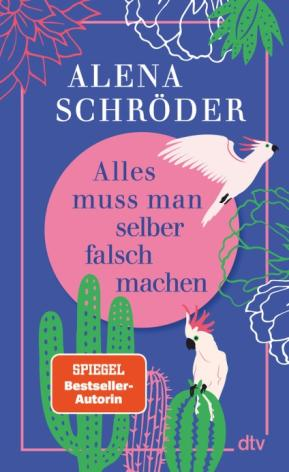 ALENA
SCHRÖDER
Alles
muss man
selber
falsch
machen
SPIEGEL
Bestseller-
Autorin
dtv